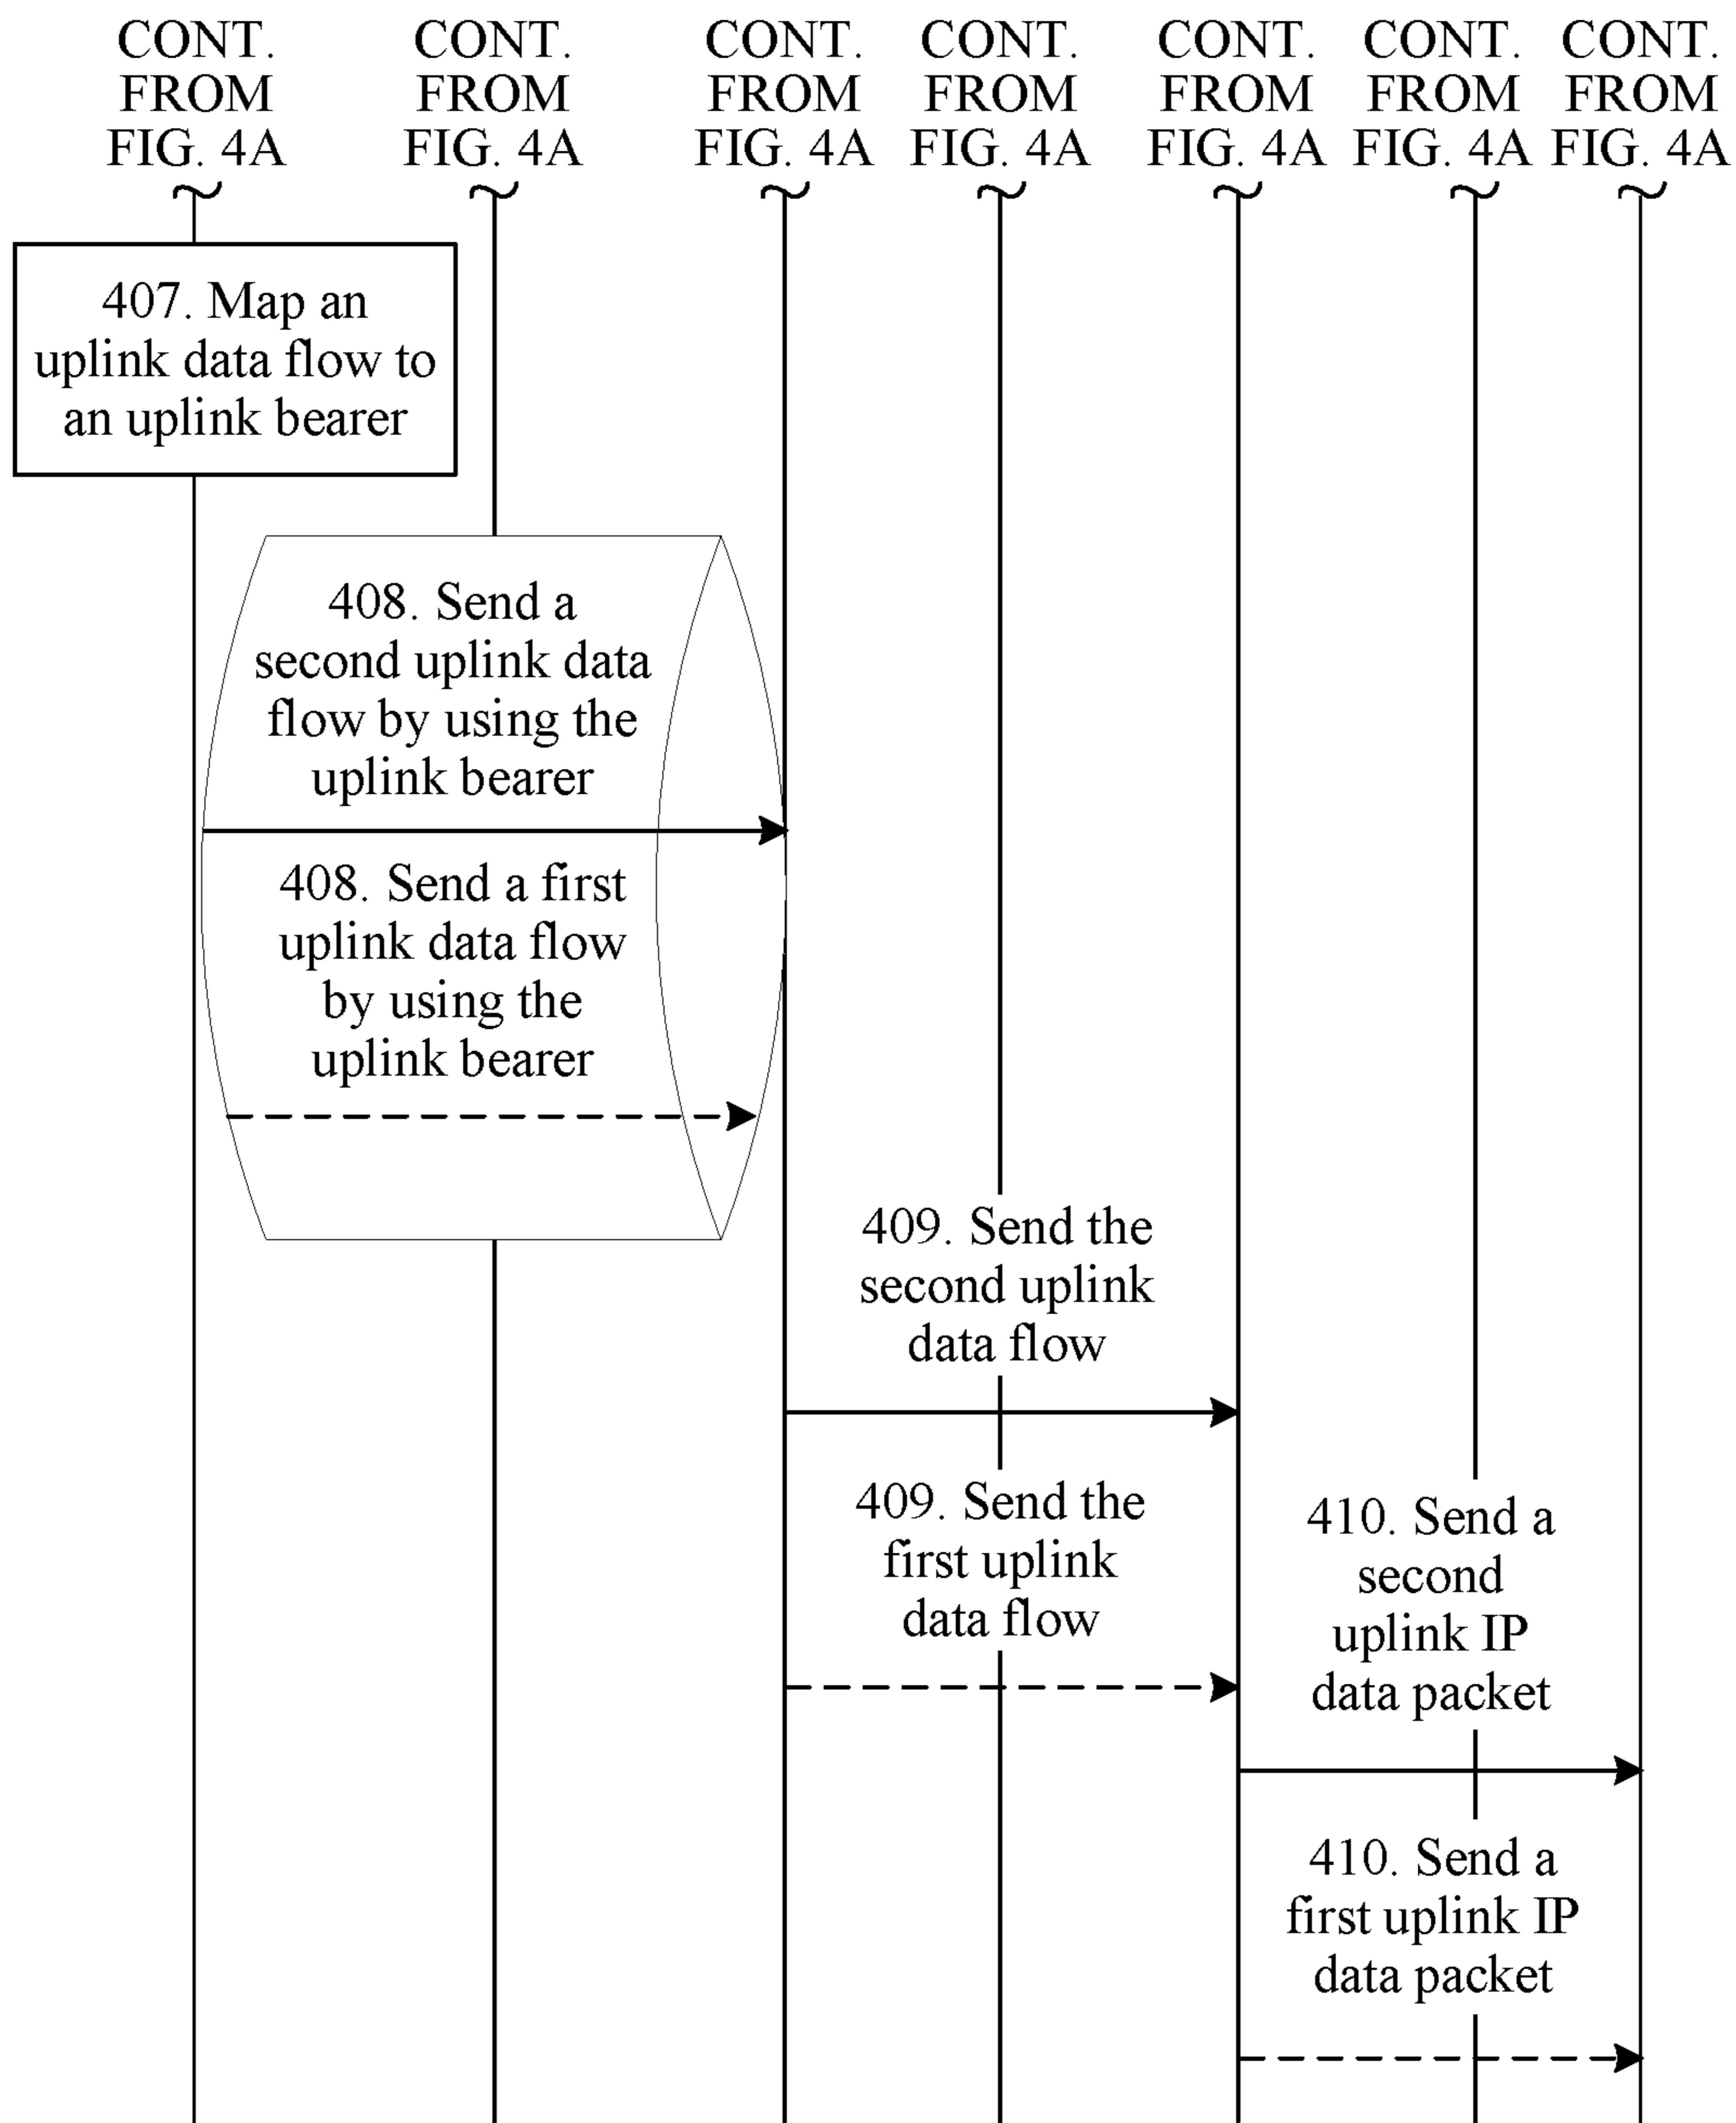 CONT. CONT. CONT. CONT. CONT. CONT. CONT.
FROM FROM FROM FROM FROM FROM FROM
FIG. 4A FIG. 4A FIG. 4A FIG. 4A FIG. 4A FIG. 4A FIG. 4A
407. Map an
uplink data flow to
an uplink bearer
408. Send a
second uplink data
flow by using the
uplink bearer
408. Send a first
uplink data flow
by using the
uplink bearer
409. Send the
second uplink
data flow
409. Send the
first uplink
data flow
410. Send a
second
uplink IP
data packet
410. Send a
first uplink IP
data packet